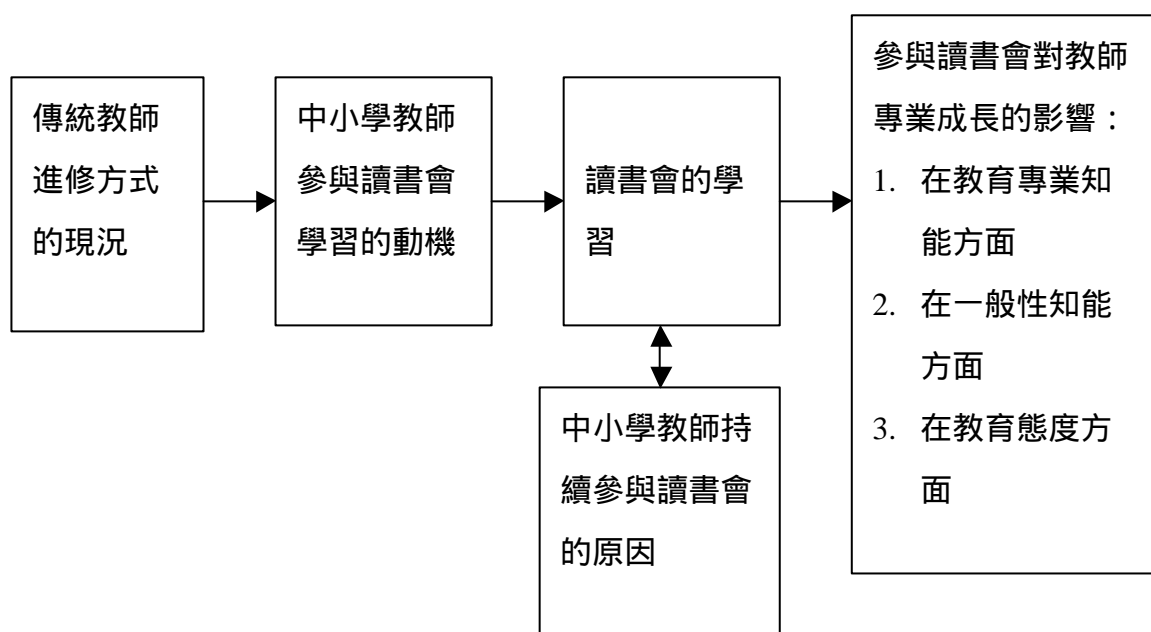 傳統教師
進修方式
的現況
中小學教師
參與讀書會
學習的動機
讀書會的學
習
參與讀書會對教師
專業成長的影響：
1. 在教育專業知
能方面
2. 在一般性知能
方面
3. 在教育態度方
面
中小學教師持
續參與讀書會
的原因